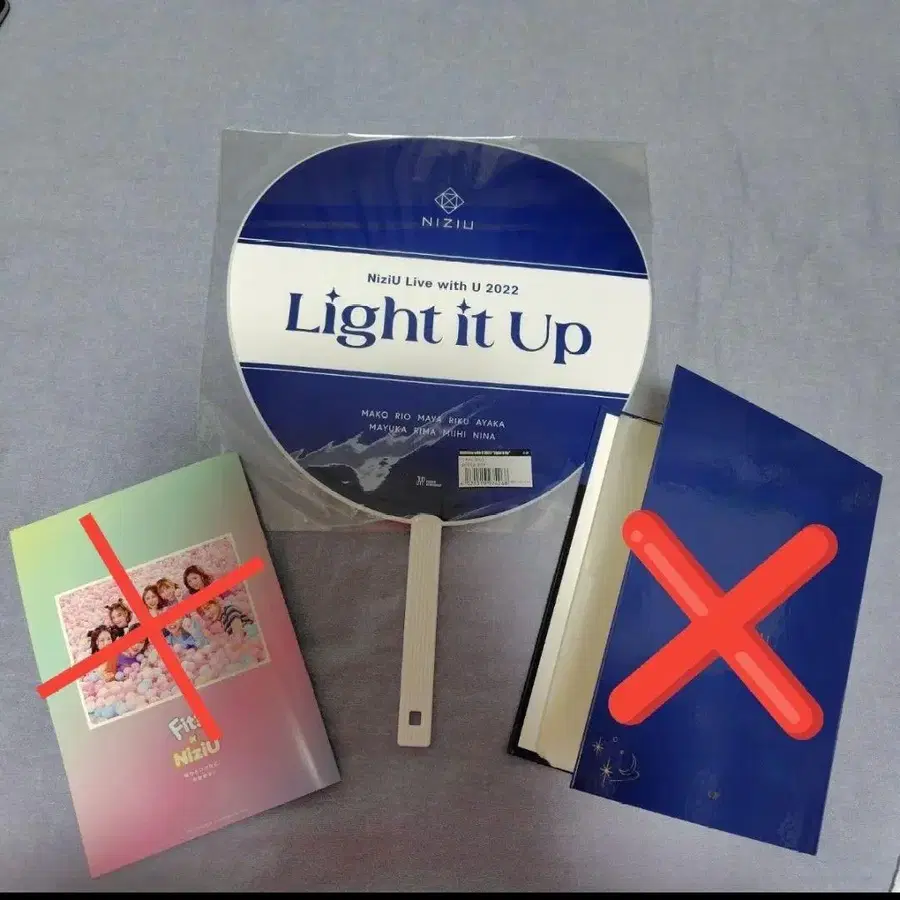 NIZIU
NiziU Live with U 2022
Light it Up
MAKO RIO MAYA RIKU AYAKA
MAYUKA RIMA MIIHI NINA
NiziU